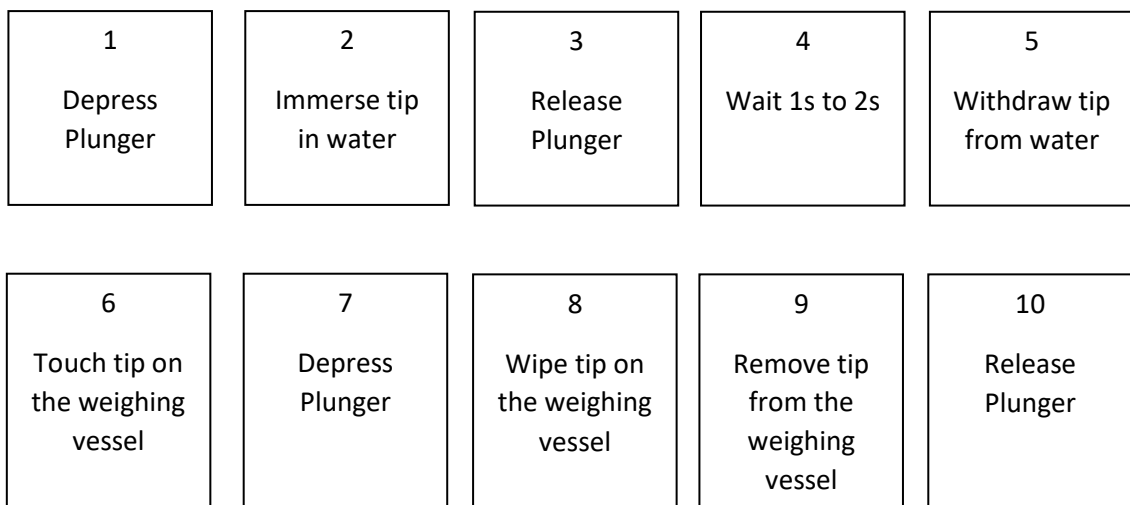 1
Depress
Plunger
2
Immerse tip
in water
3
Release
Plunger
4
Wait 1s to 2s
5
Withdraw tip
from water
6
Touch tip on
the weighing
vessel
7
Depress
Plunger
8
Wipe tip on
the weighing
vessel
9
Remove tip
from the
weighing
vessel
10
Release
Plunger